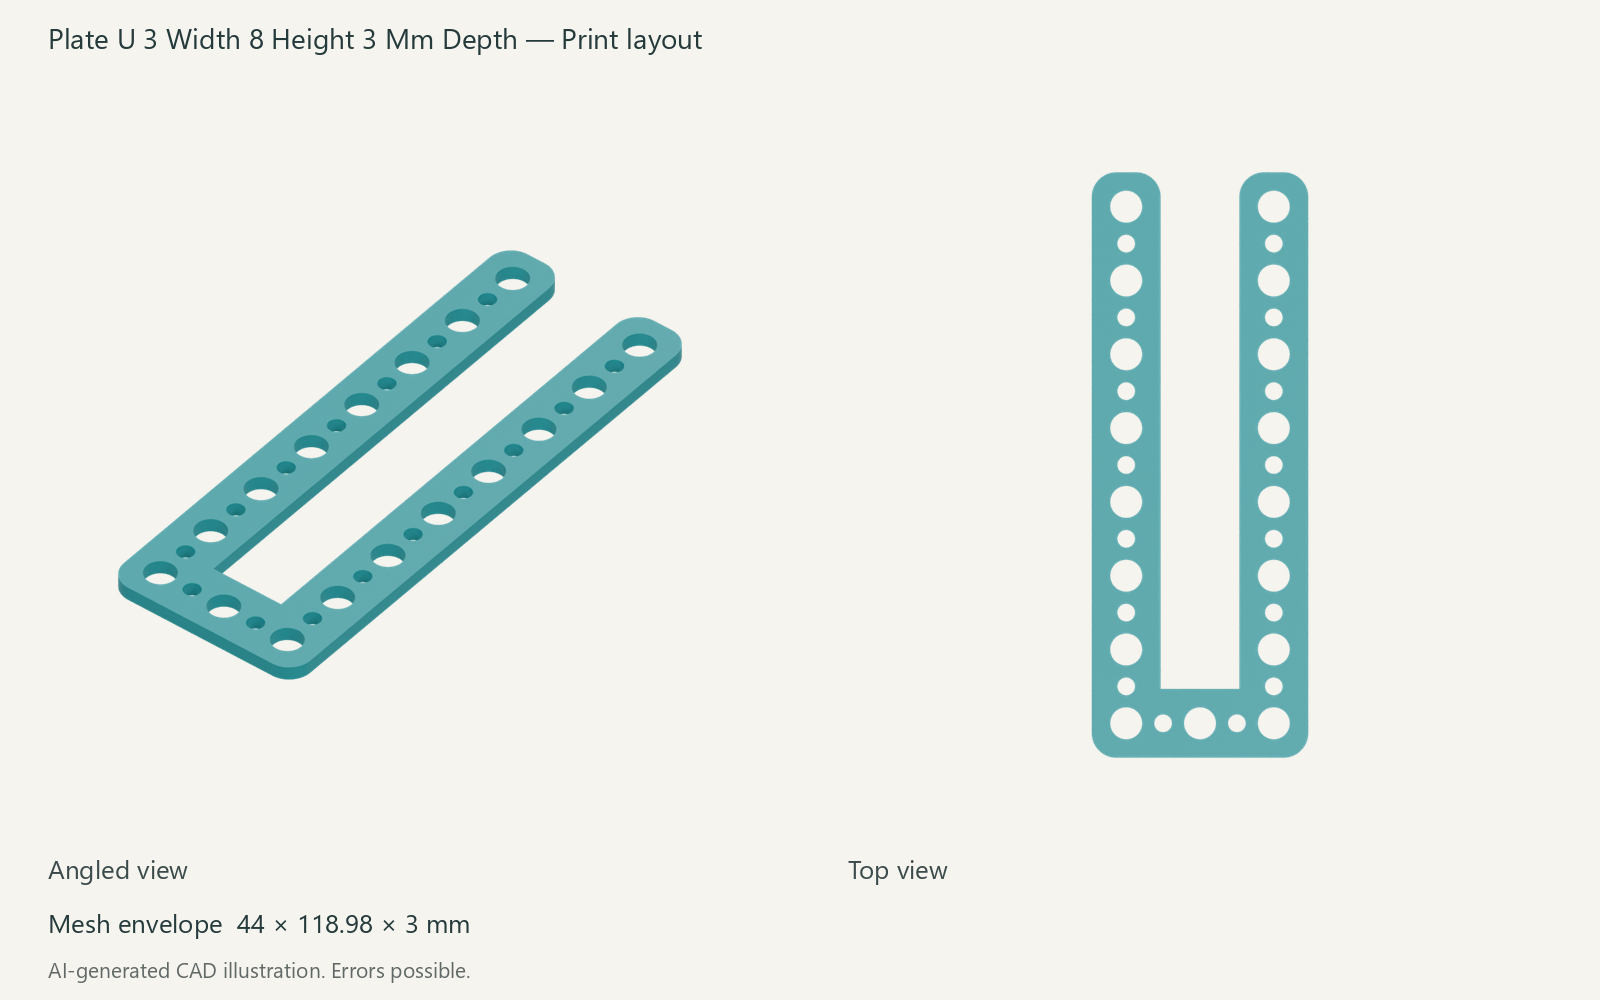 Plate U 3 Width 8 Height 3 Mm Depth — Print layout
Angled view
Top view
Mesh envelope 44 × 118.98 × 3 mm
AI-generated CAD illustration. Errors possible.